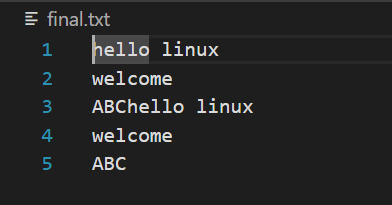 final.txt
1 hello linux
2 welcome
3 ABChello linux
4 welcome
5 ABC